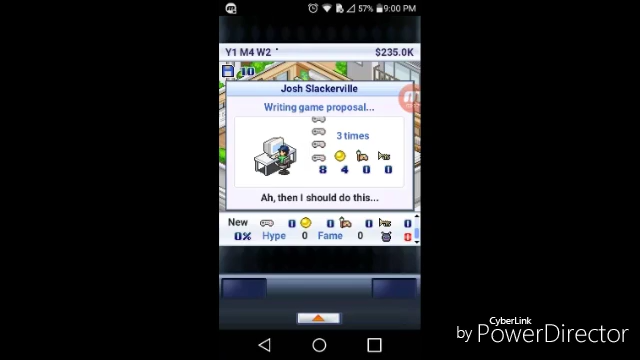 57% 9:00 PM
Y1 M4 W2 $235.0K
10
Josh Slackerville
Writing game proposal...
3 times
8 4 0 0
Ah, then I should do this...
New 0 0 0 0
0% Hype 0 Fame 0 0
CyberLink
by PowerDirector